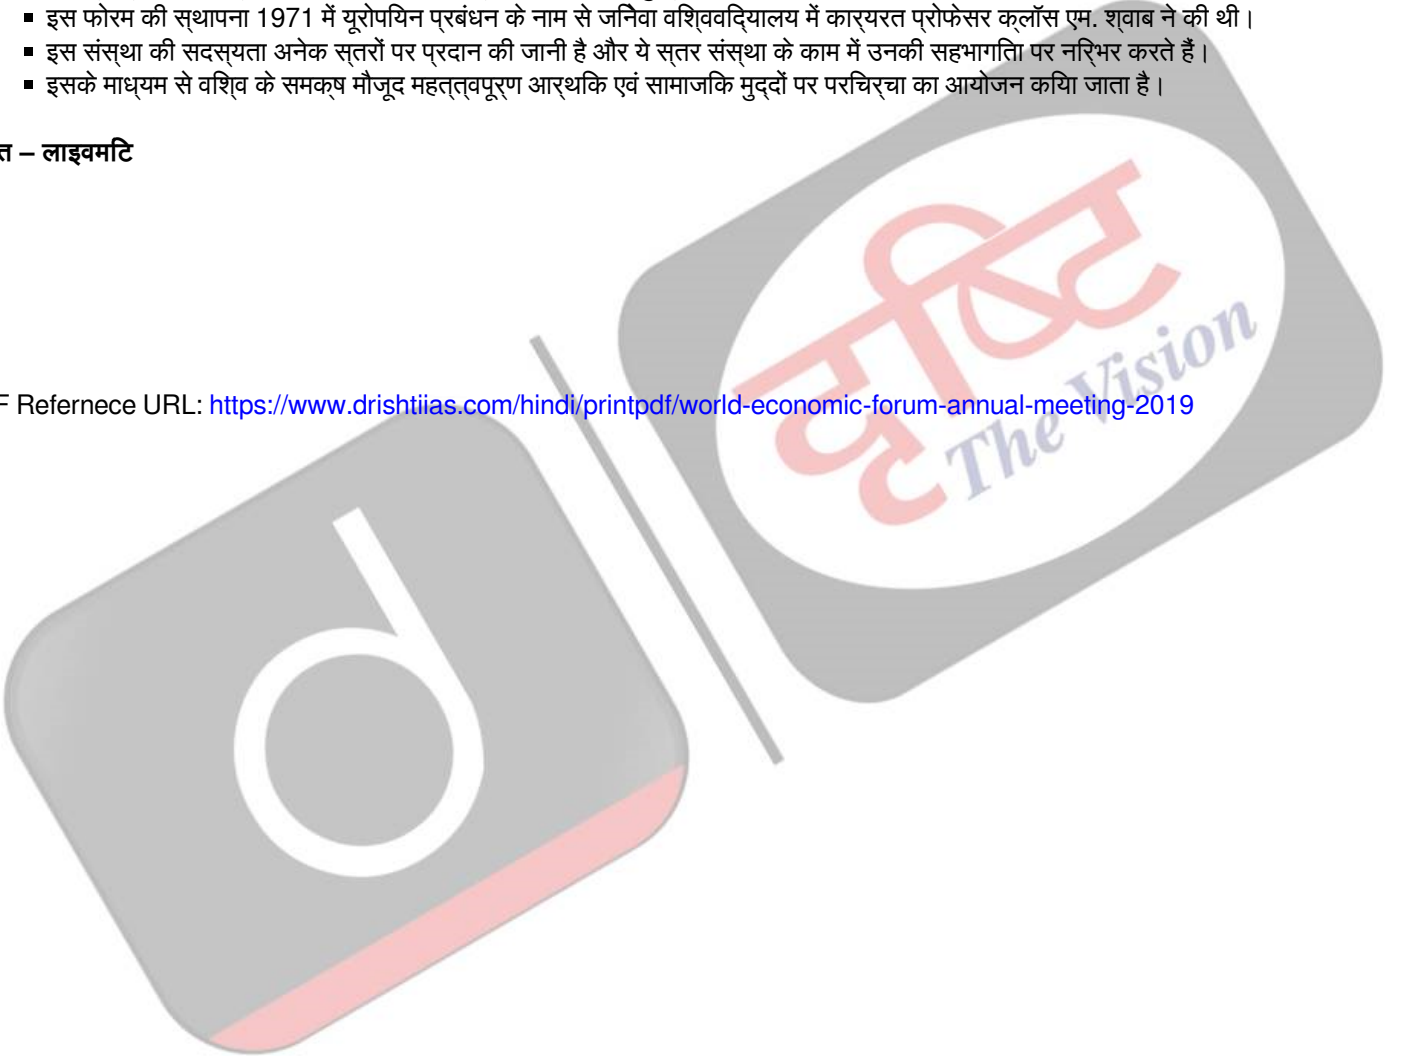 ▪ इस फोरम की स्थापना 1971 में यूरोपियन प्रबंधन के नाम से जिनेवा विश्वविद्यालय में कार्यरत प्रोफेसर क्लॉस एम. श्वाब ने की थी।
▪ इस संस्था की सदस्यता अनेक स्तरों पर प्रदान की जानी है और ये स्तर संस्था के काम में उनकी सहभागिता पर निर्भर करते हैं।
▪ इसके माध्यम से विश्व के समक्ष मौजूद महत्त्वपूर्ण आर्थिक एवं सामाजिक मुद्दों पर परिचर्चा का आयोजन किया जाता है।
त – लाइवमिंट
F Refernece URL: https://www.drishtiias.com/hindi/printpdf/world-economic-forum-annual-meeting-2019
दृष्टि
The Vision
d